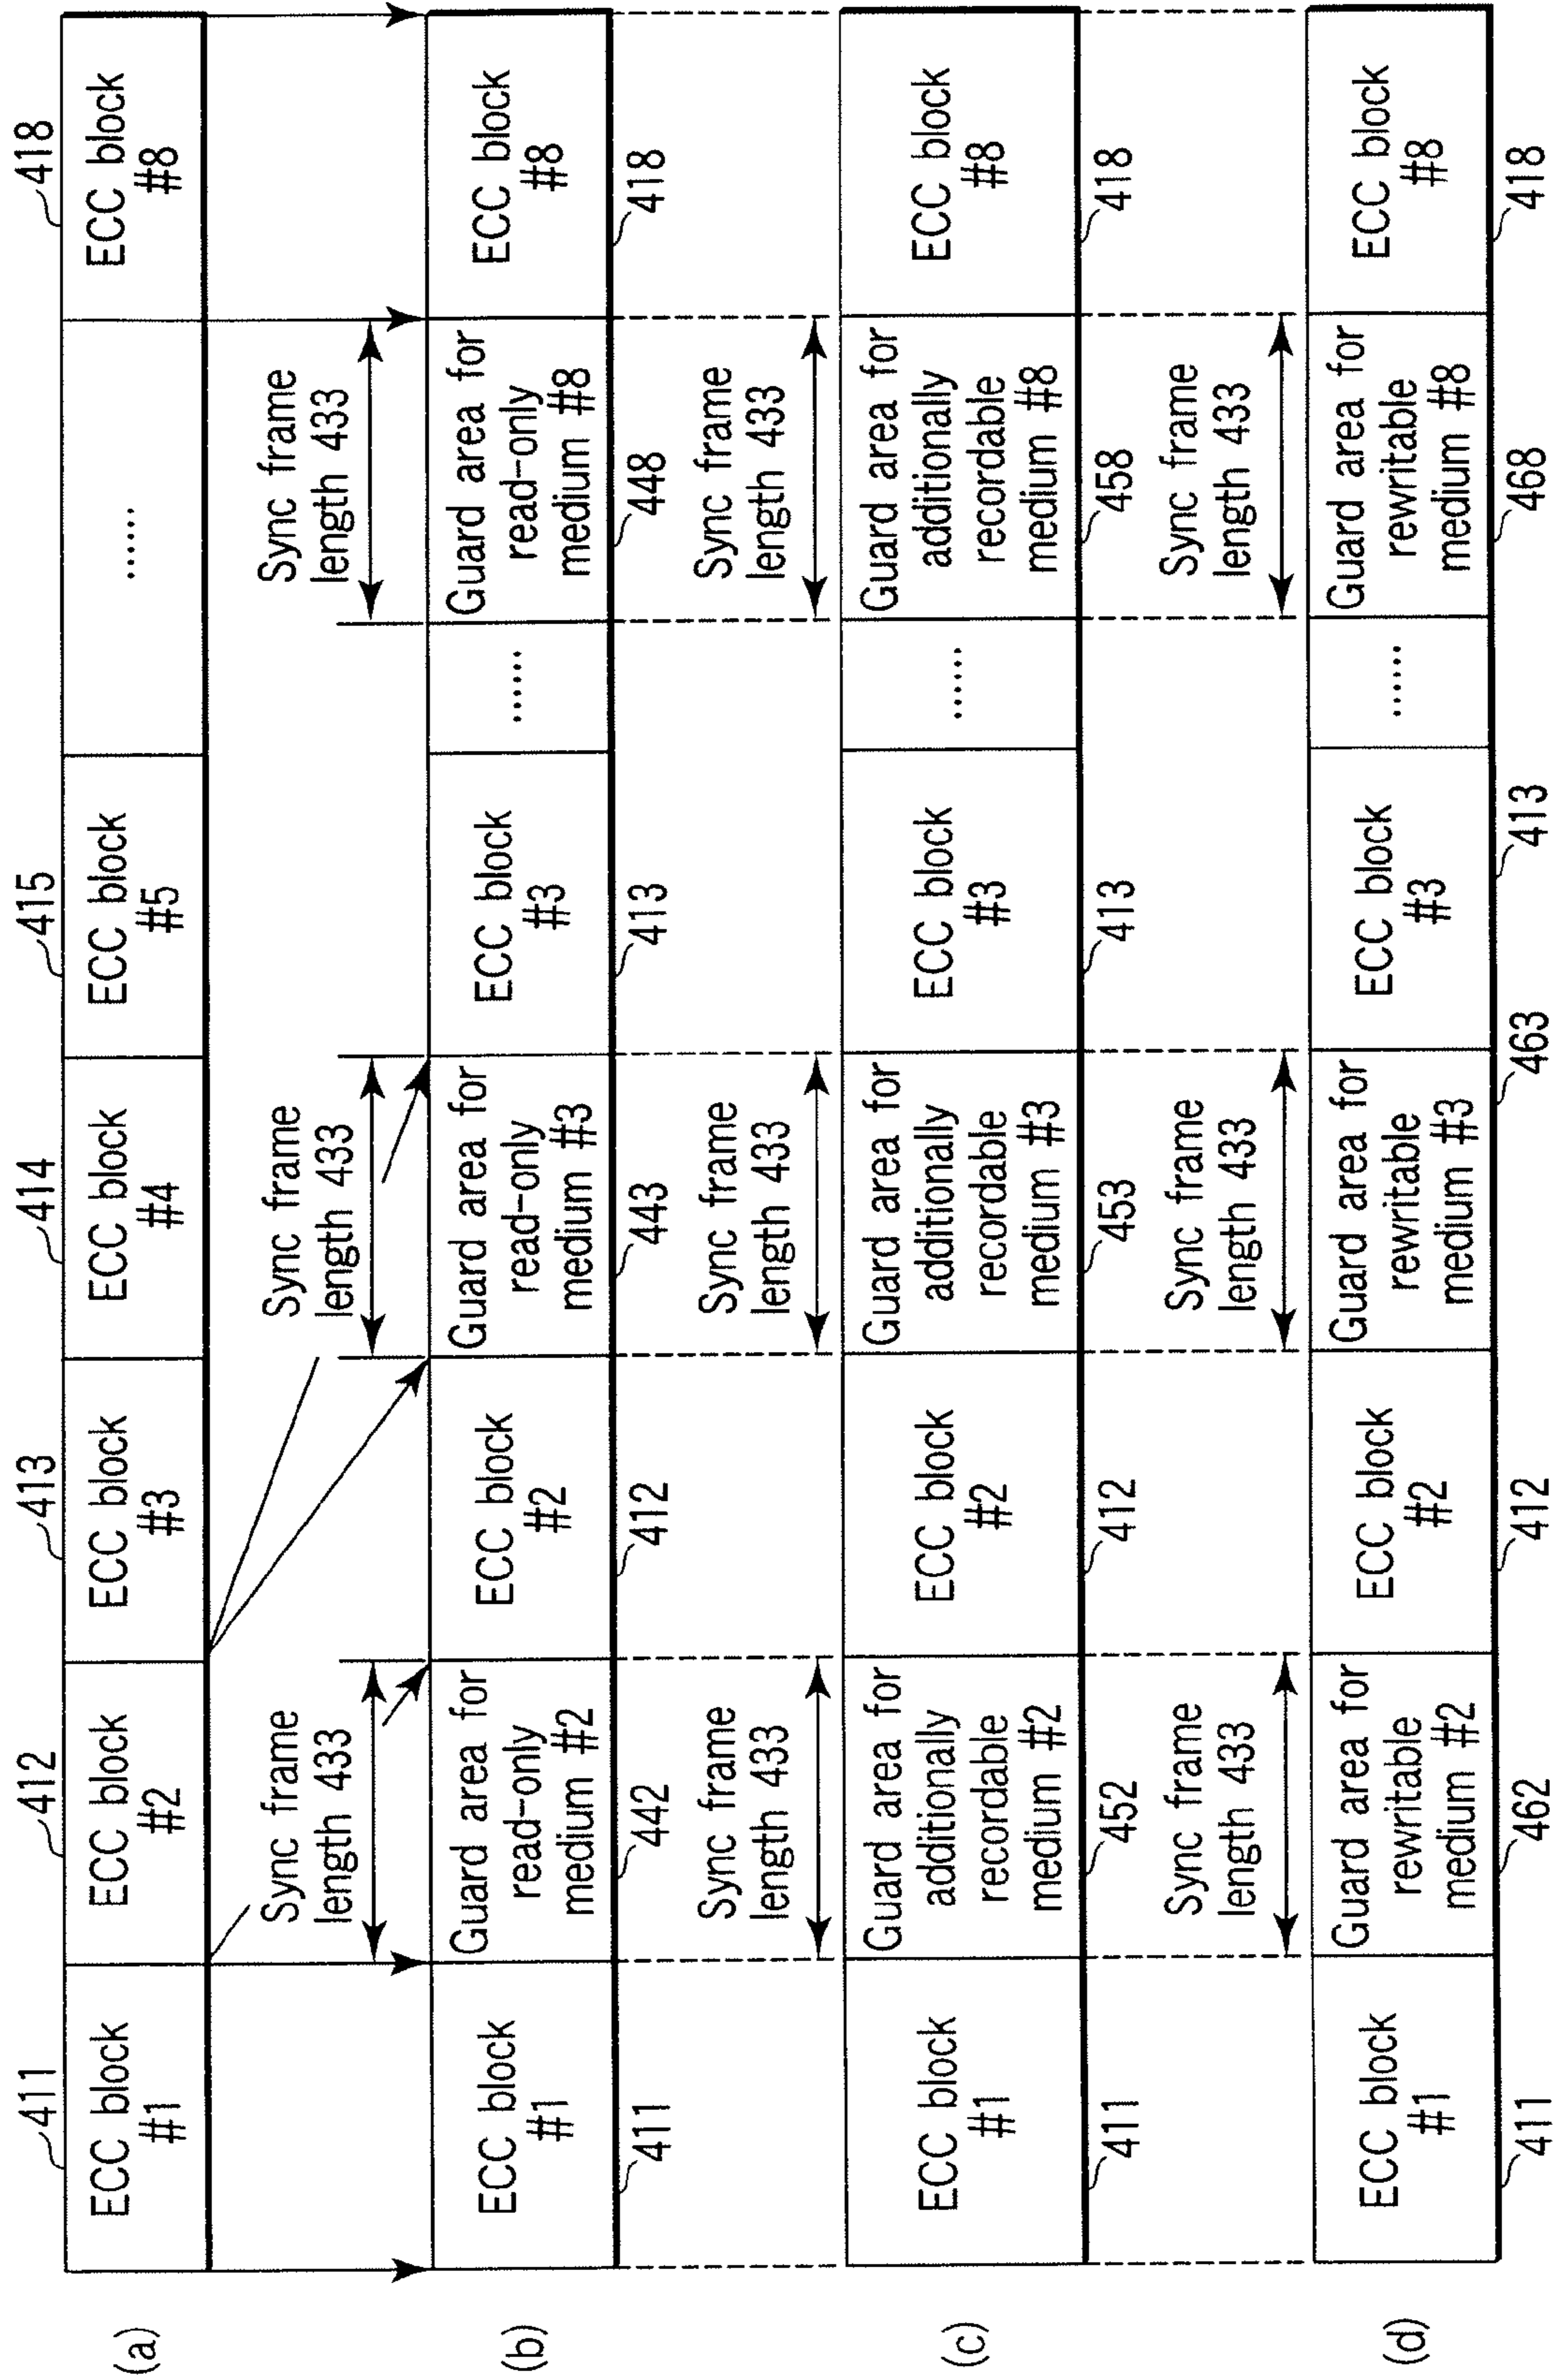 411
412
413
414
415
418
(a)
ECC block
#1
ECC block
#2
ECC block
#3
ECC block
#4
ECC block
#5
......
ECC block
#8
Sync frame
length 433
Sync frame
length 433
Sync frame
length 433
(b)
ECC block
#1
Guard area for
read-only
medium #2
ECC block
#2
Guard area for
read-only
medium #3
ECC block
#3
......
Guard area for
read-only
medium #8
ECC block
#8
411
442
412
443
413
448
418
Sync frame
length 433
Sync frame
length 433
Sync frame
length 433
(c)
ECC block
#1
Guard area for
additionally
recordable
medium #2
ECC block
#2
Guard area for
additionally
recordable
medium #3
ECC block
#3
......
Guard area for
additionally
recordable
medium #8
ECC block
#8
411
452
412
453
413
458
418
Sync frame
length 433
Sync frame
length 433
Sync frame
length 433
(d)
ECC block
#1
Guard area for
rewritable
medium #2
ECC block
#2
Guard area for
rewritable
medium #3
ECC block
#3
......
Guard area for
rewritable
medium #8
ECC block
#8
411
462
412
463
413
468
418